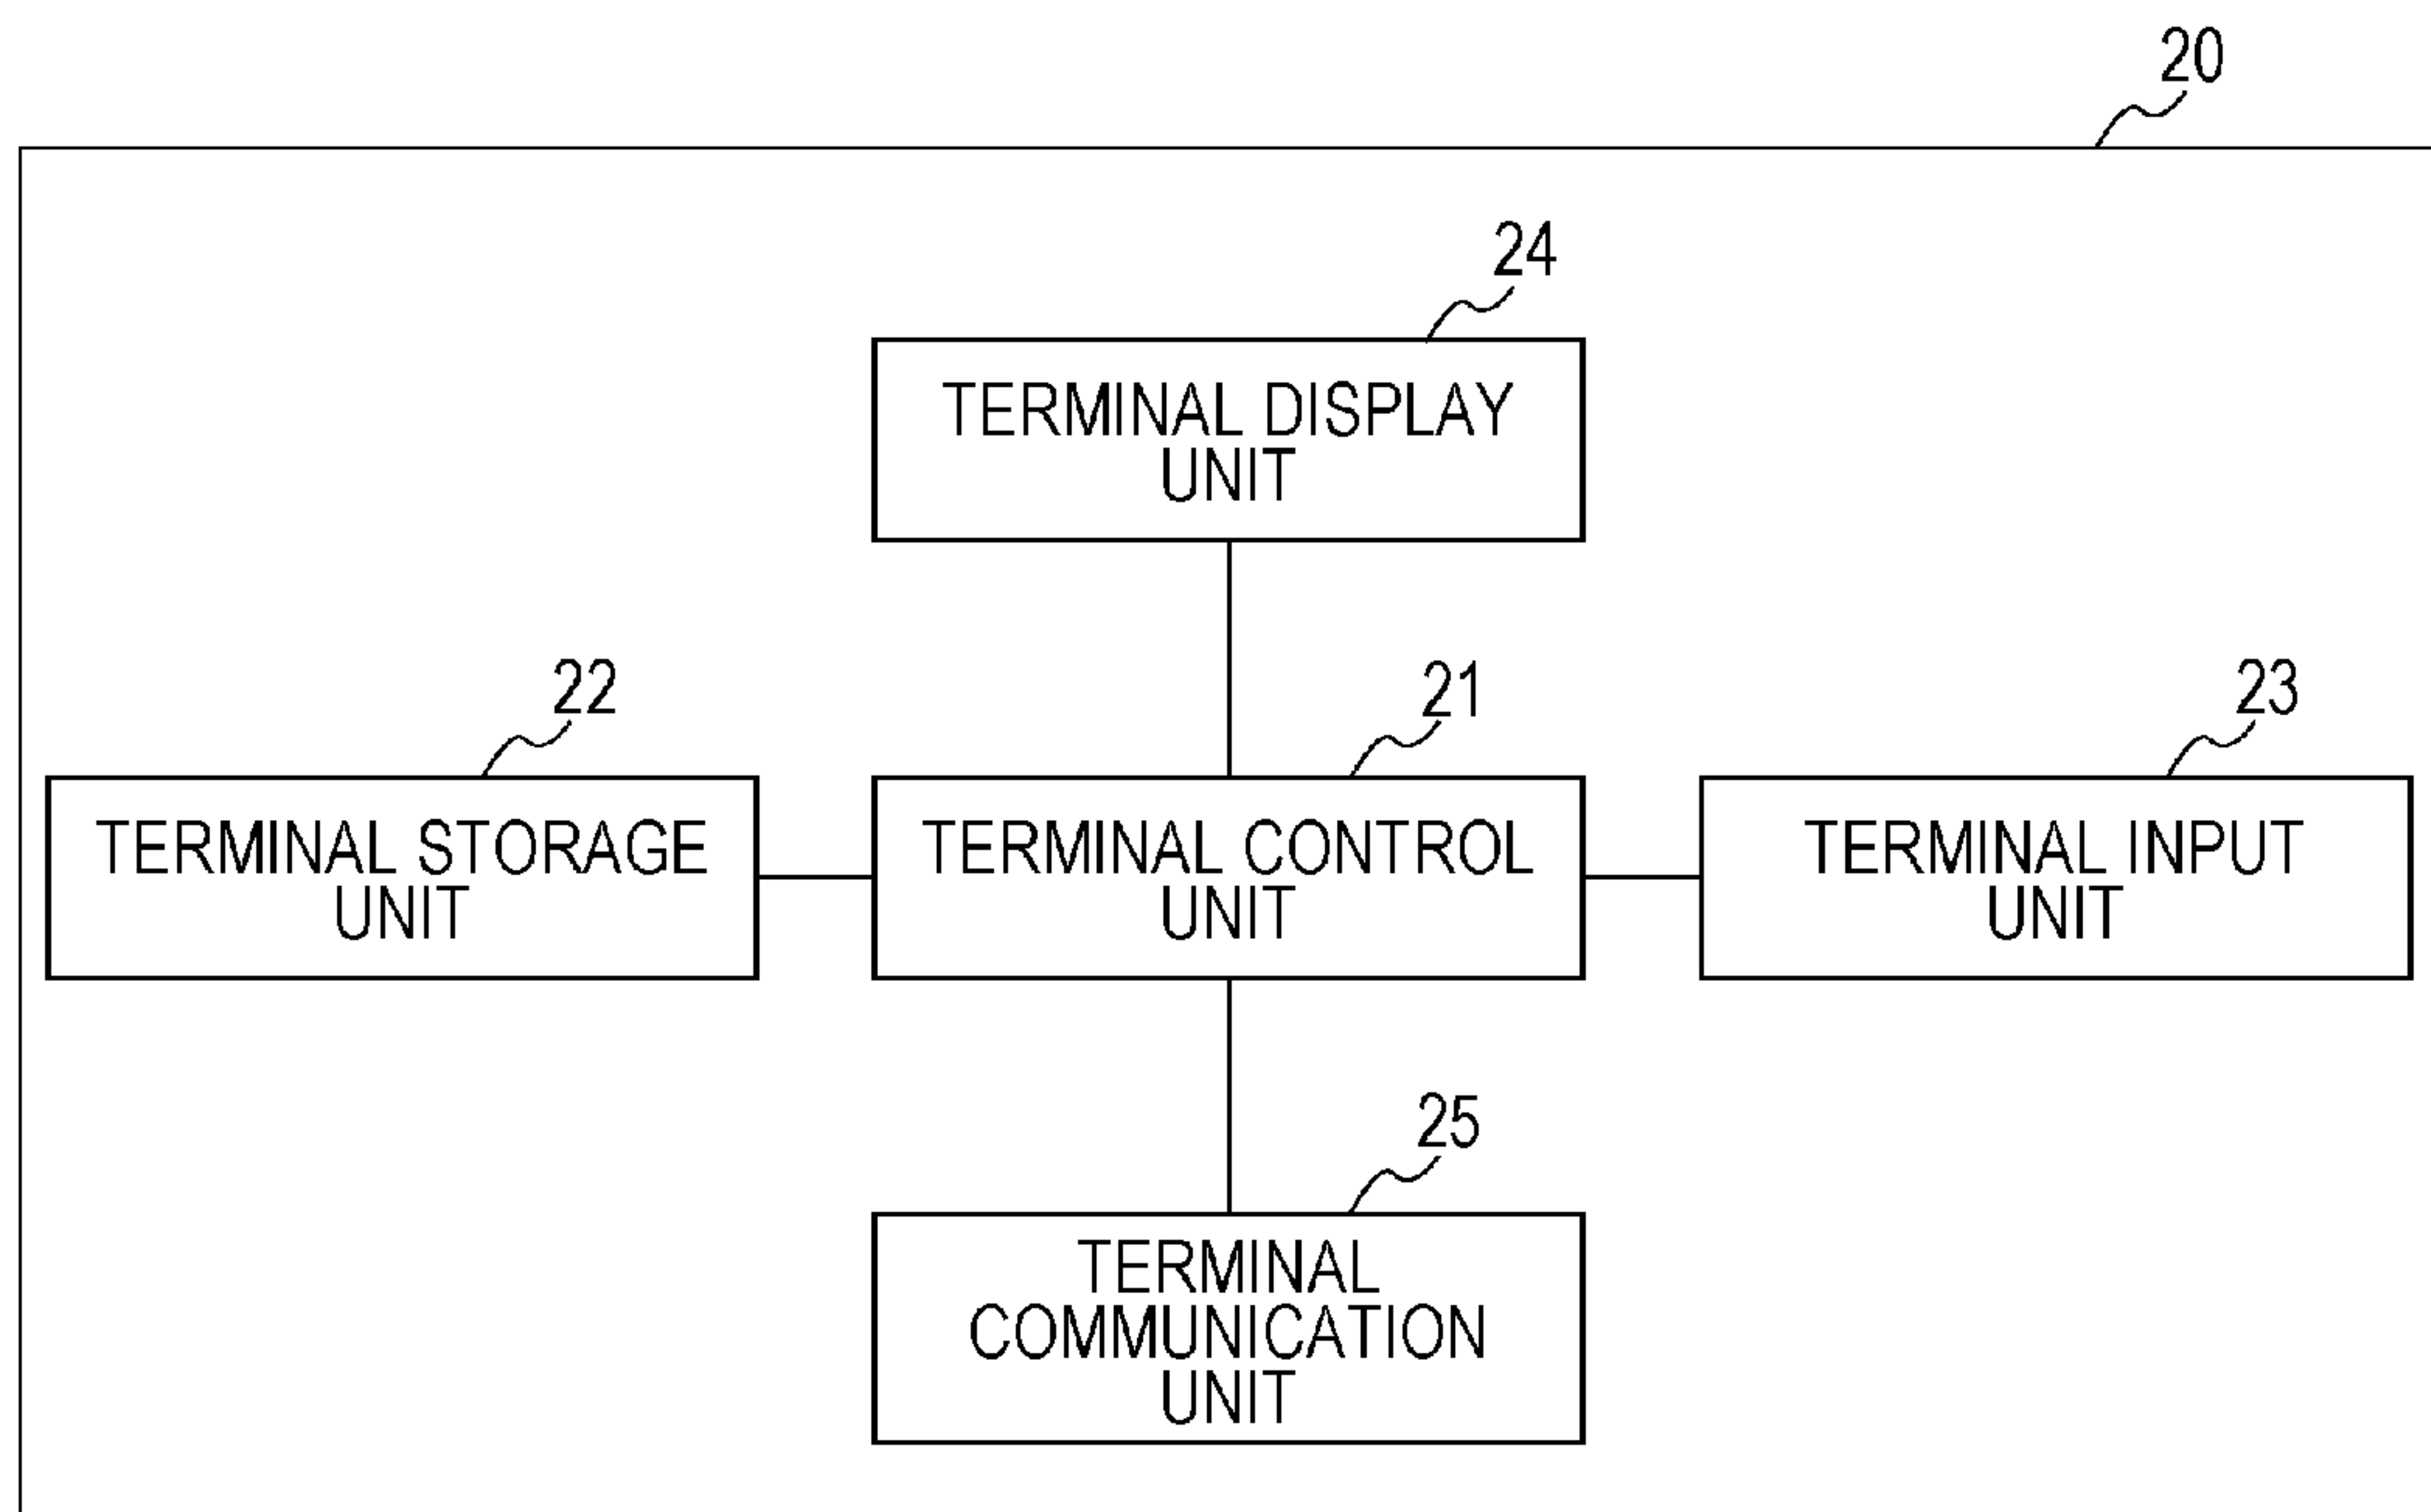 20
24
TERMINAL DISPLAY
UNIT
22
21
23
TERMINAL STORAGE
UNIT
TERMINAL CONTROL
UNIT
TERMINAL INPUT
UNIT
25
TERMINAL
COMMUNICATION
UNIT